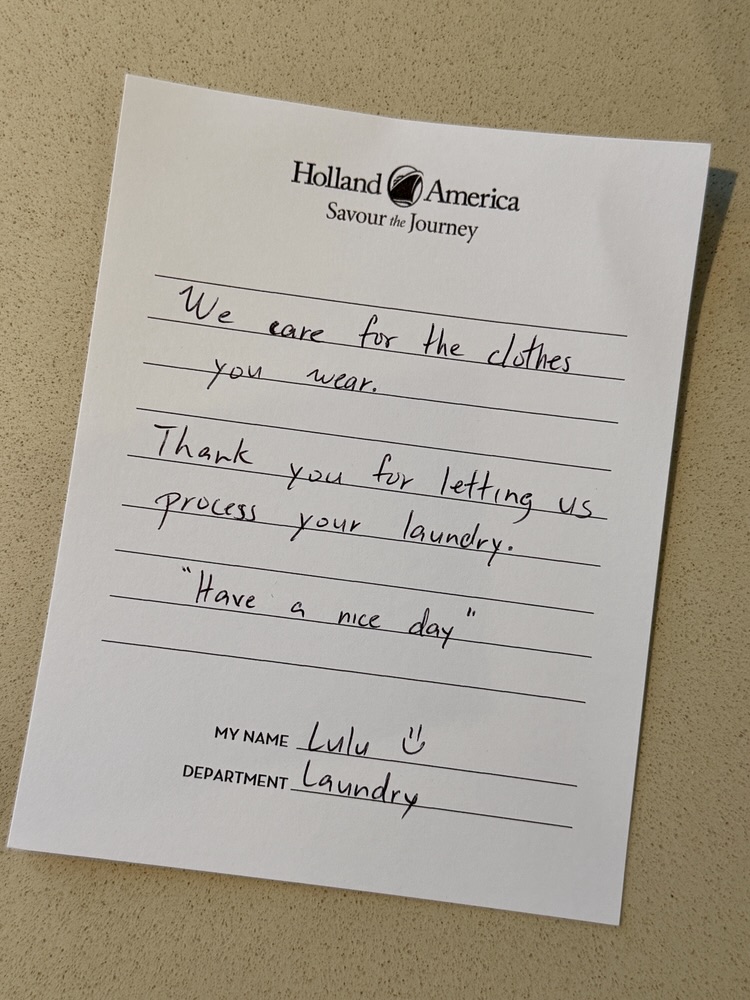 Holland America
Savour the Journey
We care for the clothes
you wear.
Thank you for letting us
process your laundry.
"Have a nice day"
MY NAME Lulu
DEPARTMENT Laundry